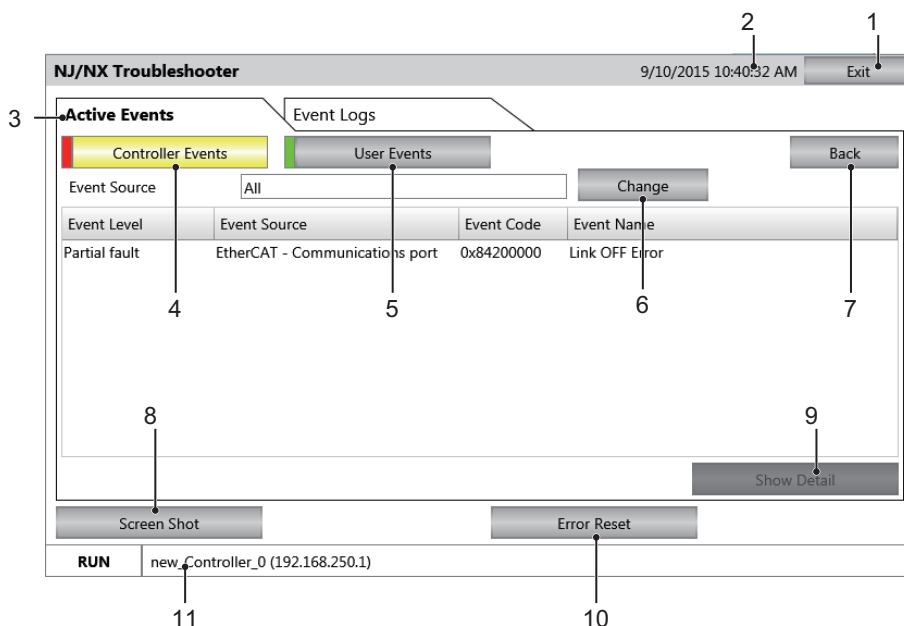 2 1
NJ/NX Troubleshooter 9/10/2015 10:40:32 AM Exit
3 Active Events Event Logs
Controller Events User Events Back
Event Source All Change
Event Level Event Source Event Code Event Name
Partial fault EtherCAT - Communications port 0x84200000 Link OFF Error
4 5 6 7
8 9
Show Detail
Screen Shot Error Reset
RUN new_Controller_0 (192.168.250.1)
11 10